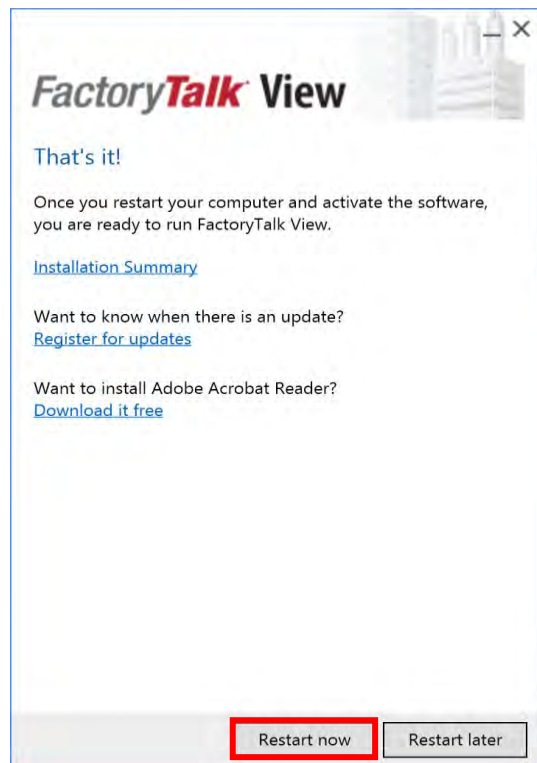 FactoryTalk View
That's it!
Once you restart your computer and activate the software,
you are ready to run FactoryTalk View.
Installation Summary
Want to know when there is an update?
Register for updates
Want to install Adobe Acrobat Reader?
Download it free
Restart now
Restart later